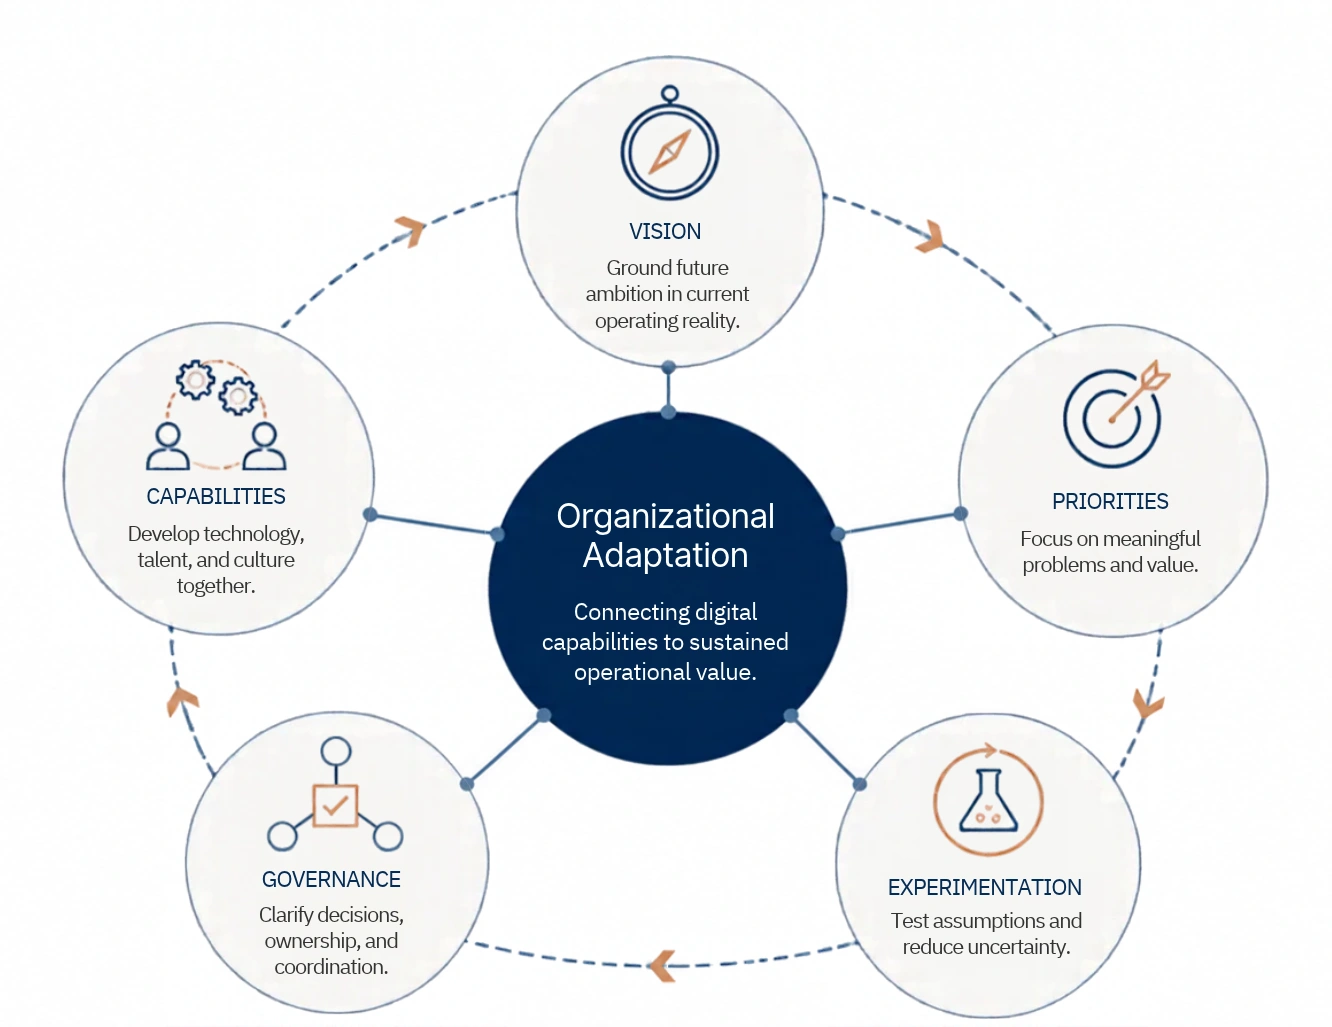 VISION
Ground future
ambition in current
operating reality.
CAPABILITIES
Develop technology,
talent, and culture
together.
PRIORITIES
Focus on meaningful
problems and value.
Organizational
Adaptation
Connecting digital
capabilities to sustained
operational value.
GOVERNANCE
Clarify decisions,
ownership, and
coordination.
EXPERIMENTATION
Test assumptions and
reduce uncertainty.